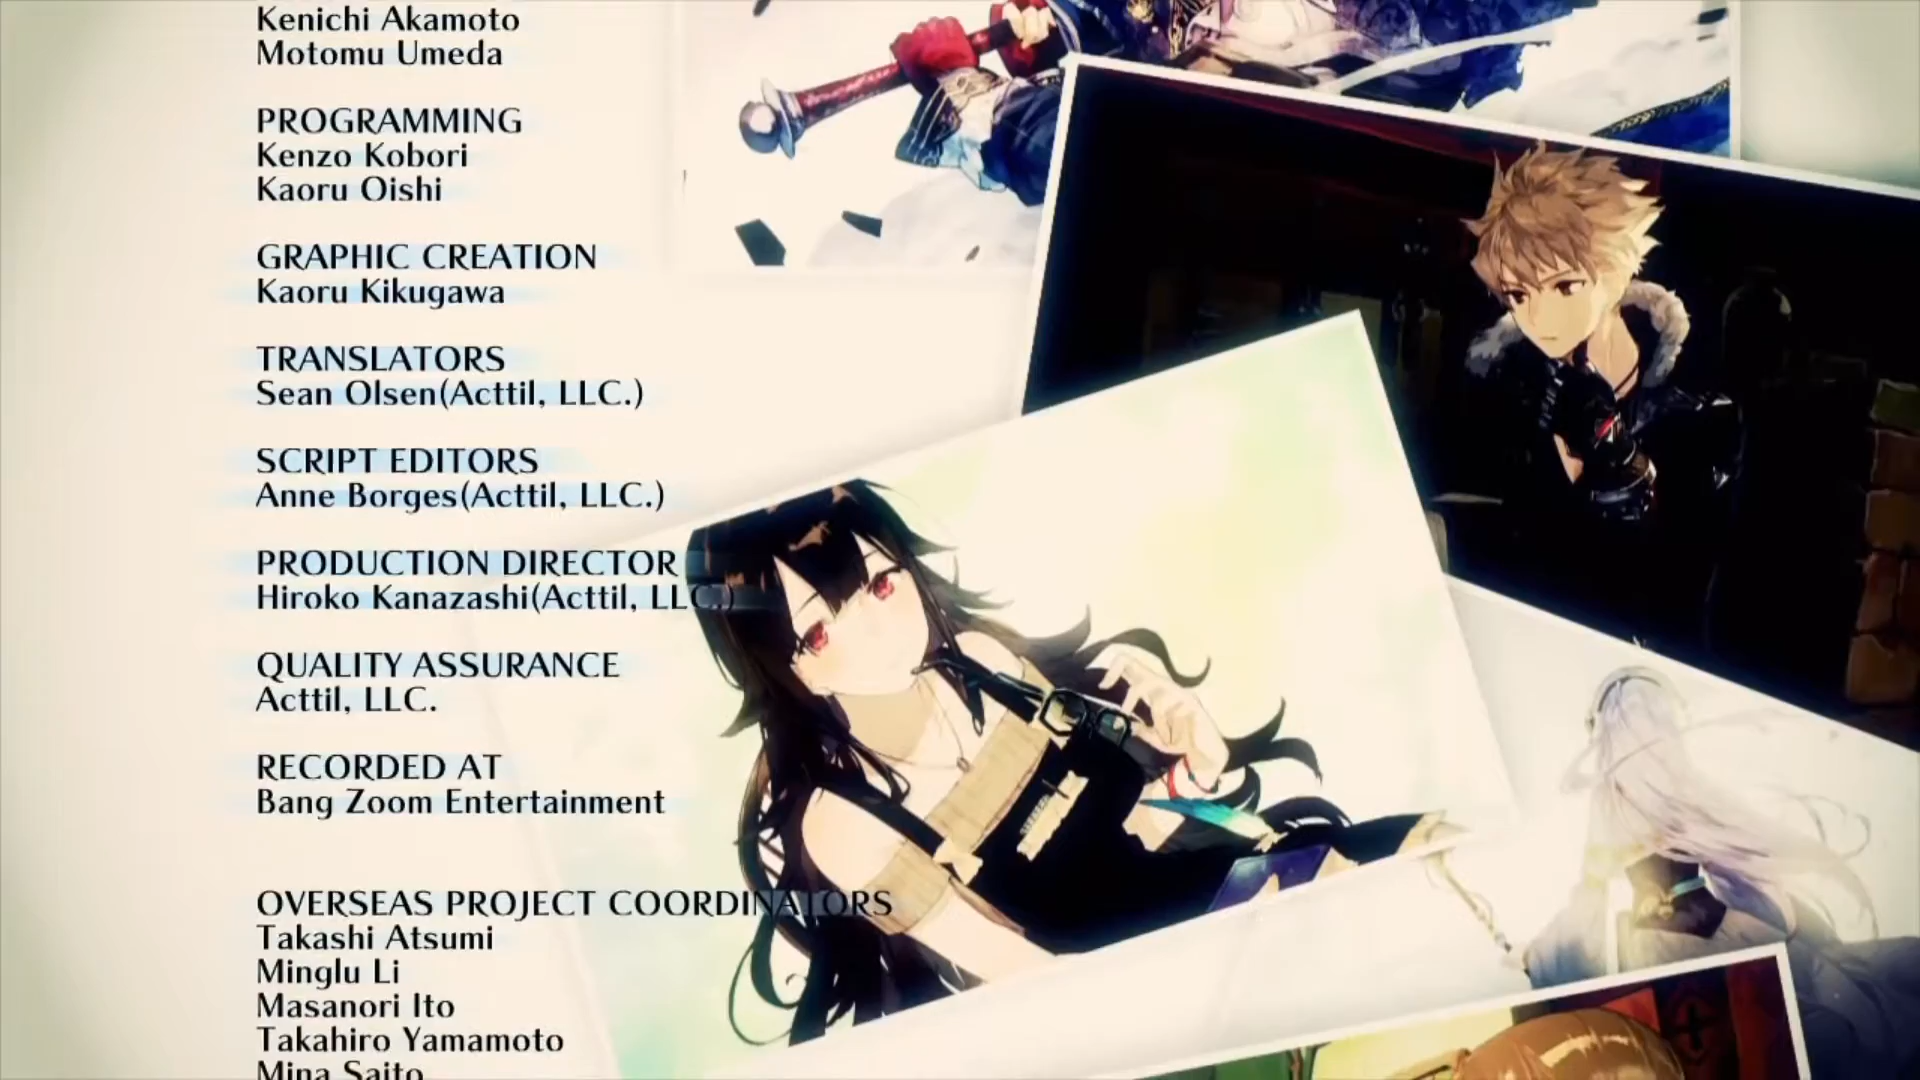 Kenichi Akamoto
Motomu Umeda
PROGRAMMING
Kenzo Kobori
Kaoru Oishi
GRAPHIC CREATION
Kaoru Kikugawa
TRANSLATORS
Sean Olsen(Acttil, LLC.)
SCRIPT EDITORS
Anne Borges(Acttil, LLC.)
PRODUCTION DIRECTOR
Hiroko Kanazashi(Acttil, LLC.)
QUALITY ASSURANCE
Acttil, LLC.
RECORDED AT
Bang Zoom Entertainment
OVERSEAS PROJECT COORDINATORS
Takashi Atsumi
Minglu Li
Masanori Ito
Takahiro Yamamoto
Mina Saito